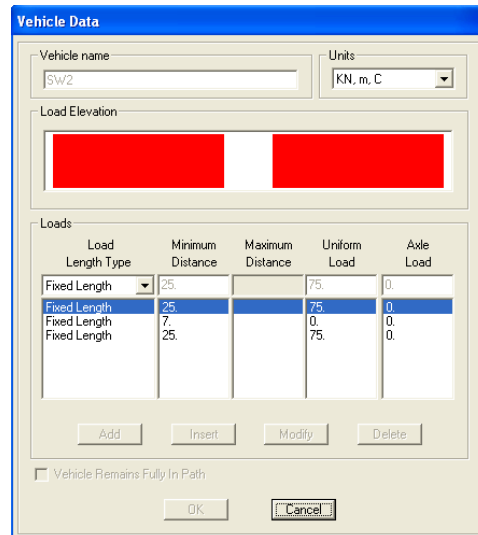 Vehicle Data
Vehicle name
Units
SW2
KN, m, C
Load Elevation
Loads
Load Length Type Minimum Distance Maximum Distance Uniform Load Axle Load
Fixed Length 25. 75. 0.
Fixed Length 25. 75. 0.
Fixed Length 7. 0. 0.
Fixed Length 25. 75. 0.
Add Insert Modify Delete
Vehicle Remains Fully In Path
OK Cancel